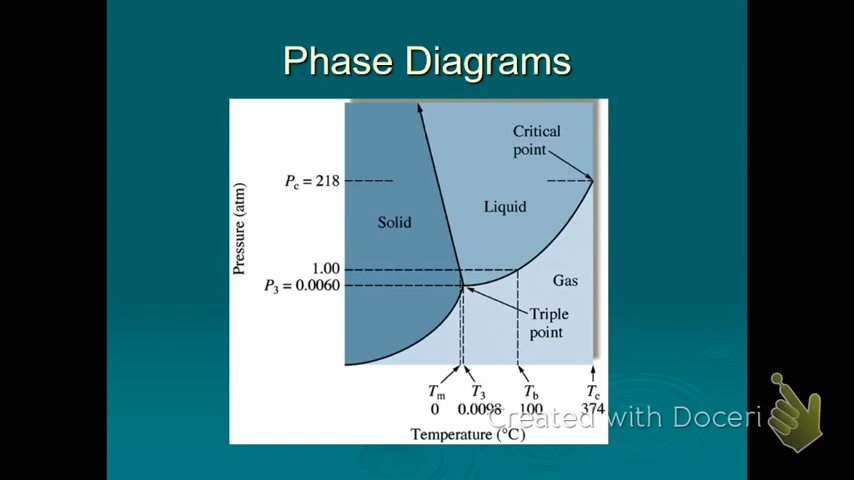 Phase Diagrams
Critical
point
Pc = 218
Liquid
Solid
Pressure (atm)
1.00
Gas
P3 = 0.0060
Triple
point
Tm T3 Tb Tc
0 0.0098 100 374
Created with Doceri
Temperature (°C)